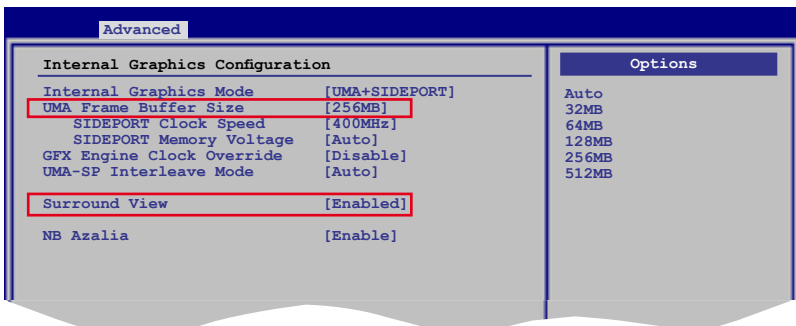 Advanced
Internal Graphics Configuration
Internal Graphics Mode [UMA+SIDEPORT]
UMA Frame Buffer Size [256MB]
SIDEPORT Clock Speed [400MHz]
SIDEPORT Memory Voltage [Auto]
GFX Engine Clock Override [Disable]
UMA-SP Interleave Mode [Auto]
Surround View [Enabled]
NB Azalia [Enable]
Options
Auto
32MB
64MB
128MB
256MB
512MB